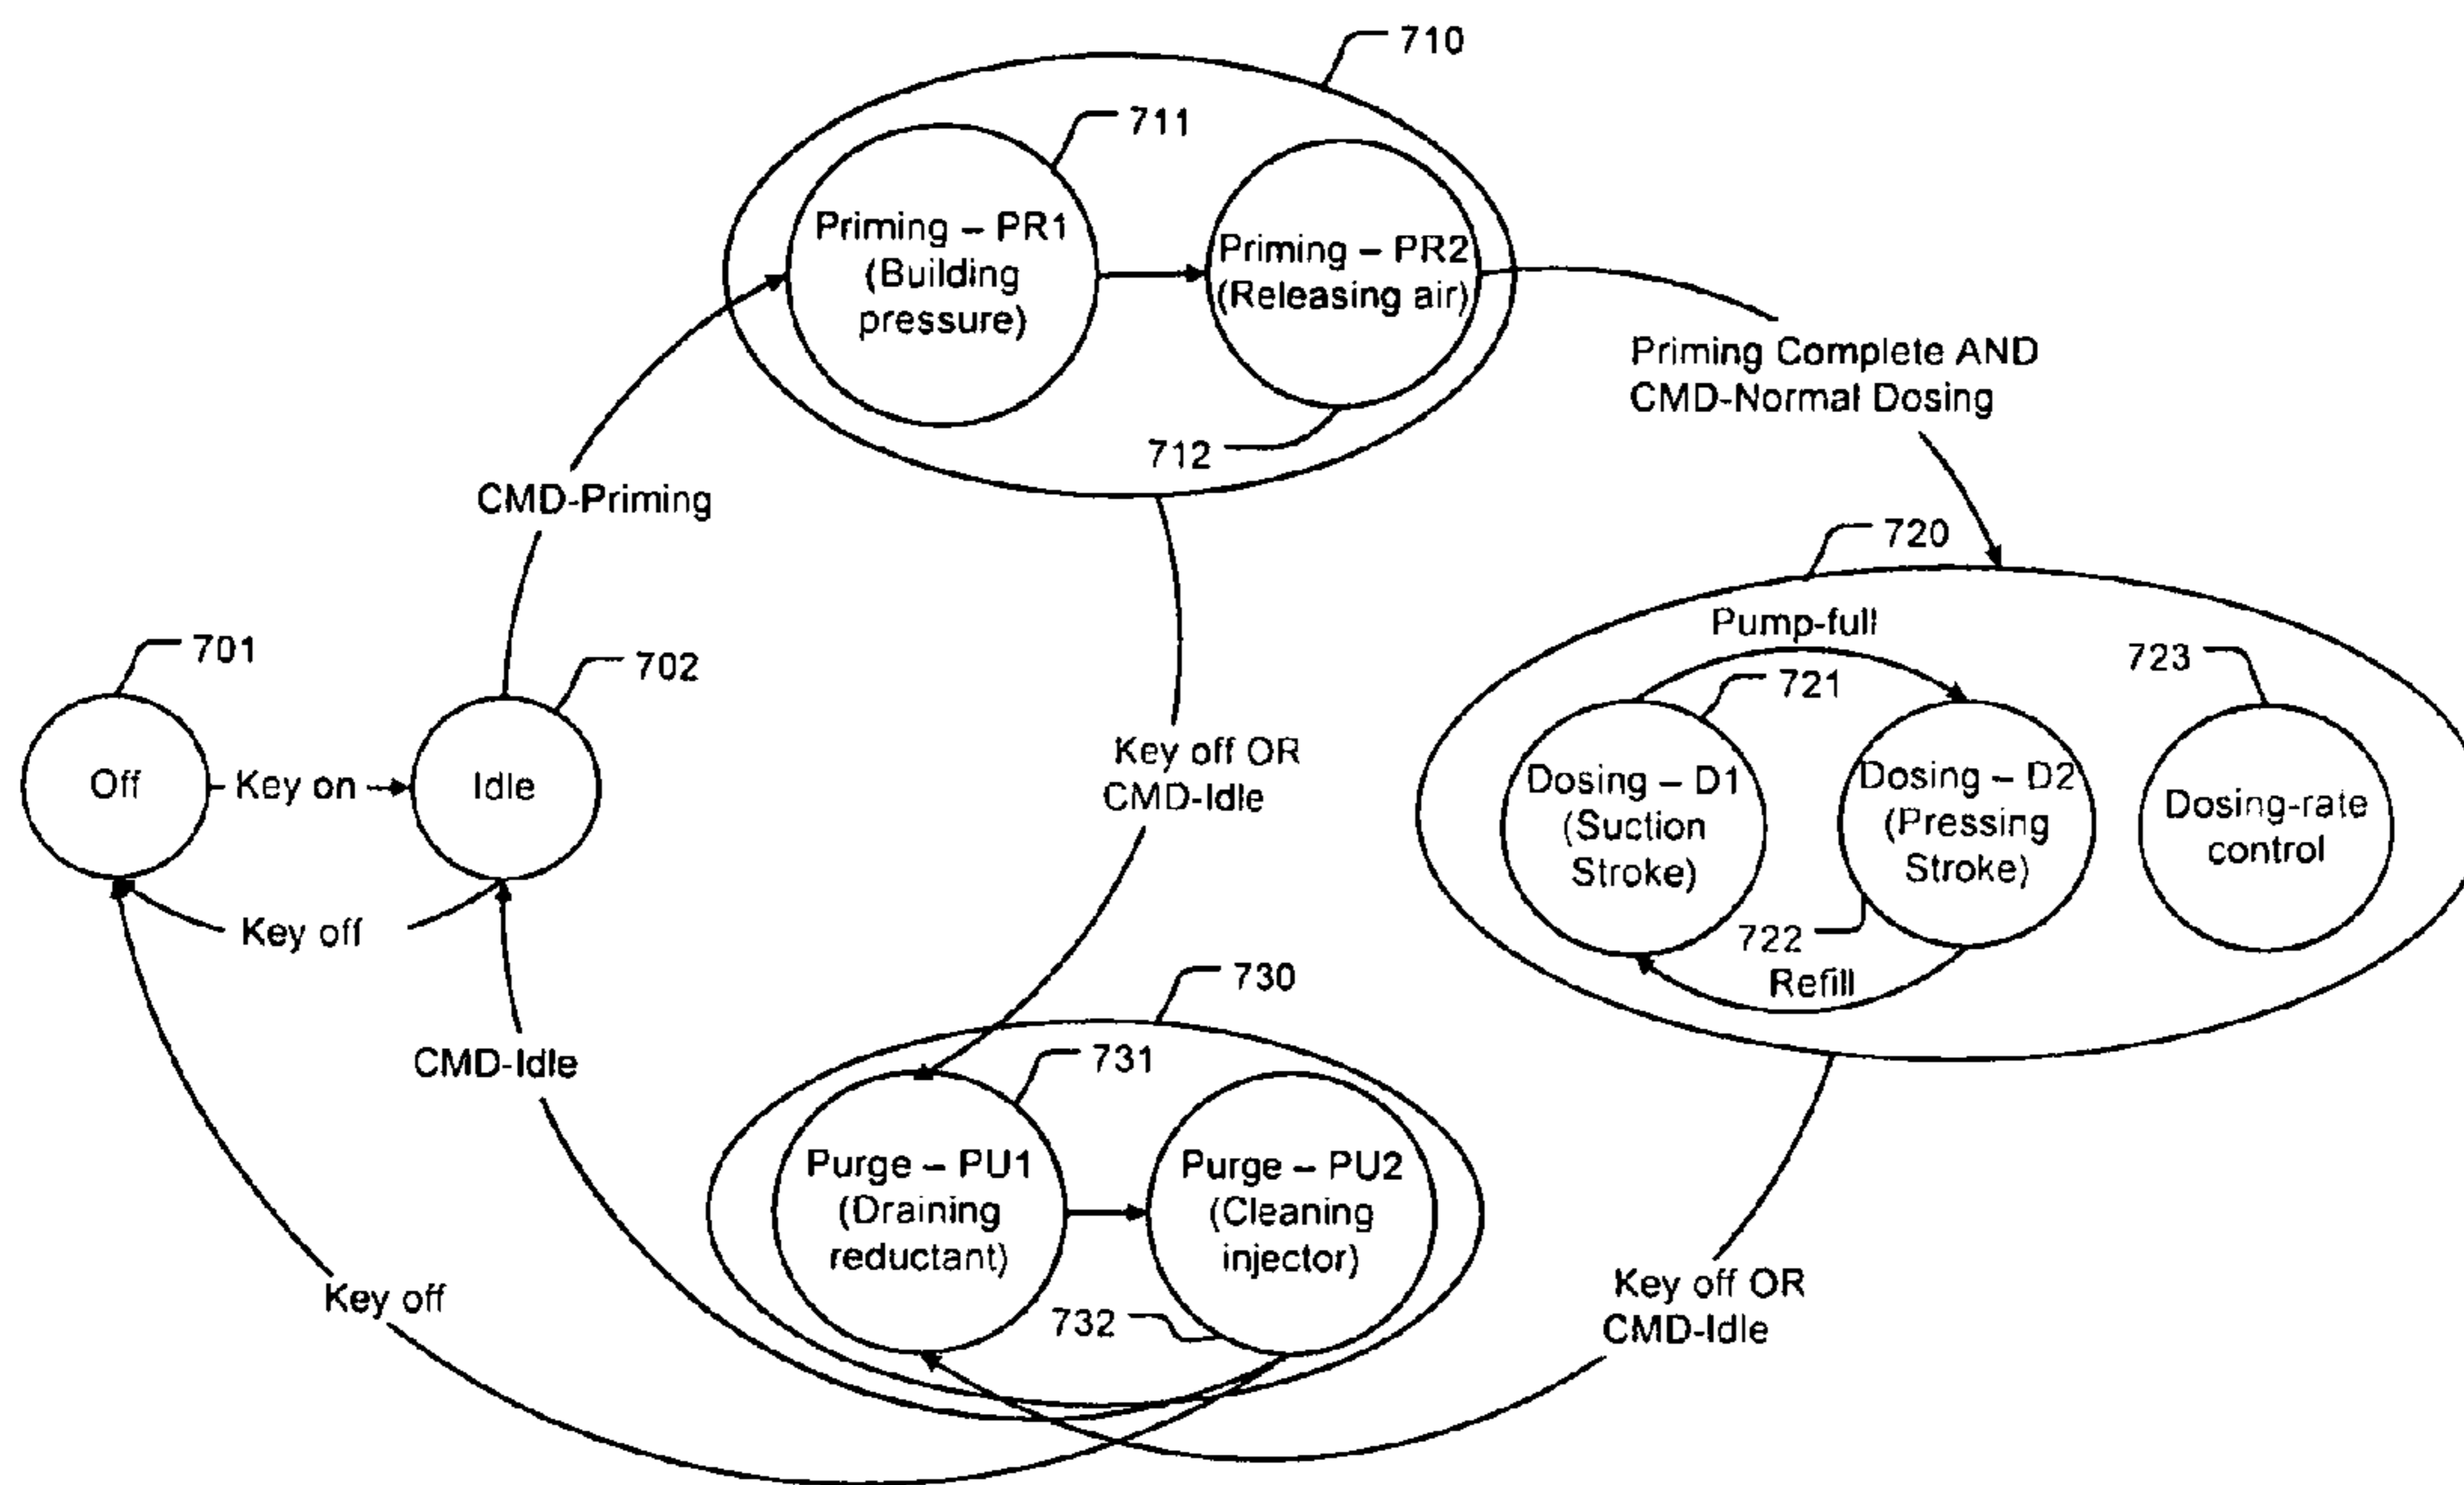 710
711
Priming – PR1
(Building
pressure)
Priming – PR2
(Releasing air)
712
Priming Complete AND
CMD-Normal Dosing
CMD-Priming
720
Pump-full
701
702
721
723
Off
Key on
Idle
Key off OR
CMD-Idle
Dosing – D1
(Suction
Stroke)
Dosing – D2
(Pressing
Stroke)
Dosing-rate
control
Key off
722
Refill
730
CMD-Idle
731
Purge – PU1
(Draining
reductant)
Purge – PU2
(Cleaning
injector)
732
Key off
Key off OR
CMD-Idle